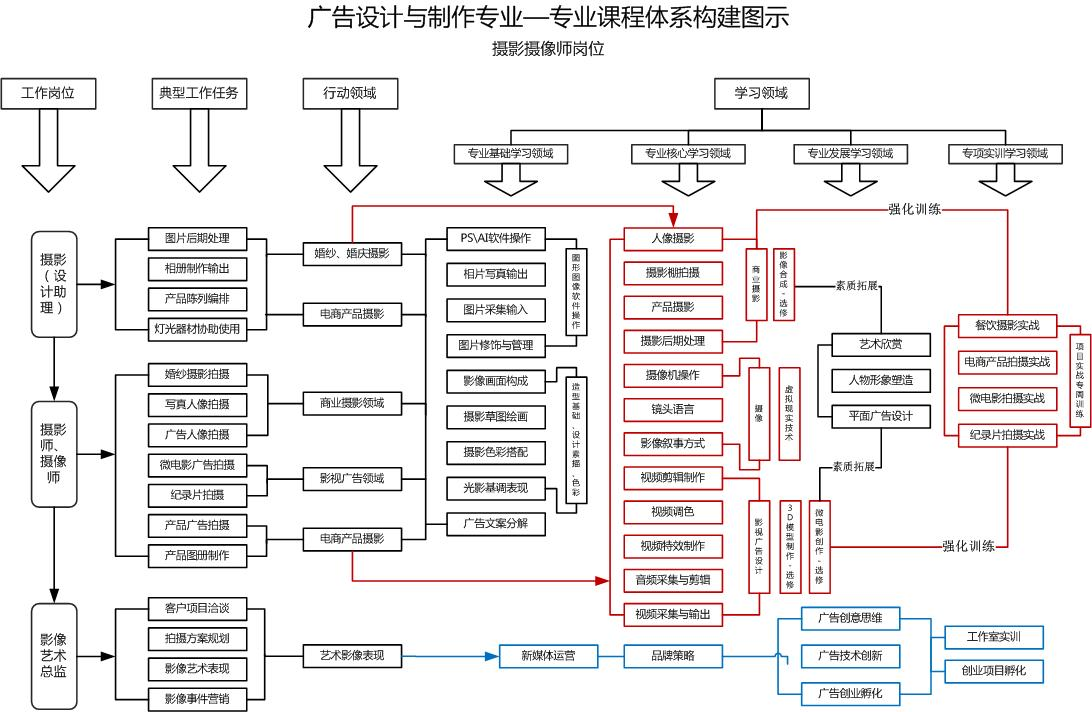 广告设计与制作专业—专业课程体系构建图示
摄影摄像师岗位
工作岗位
典型工作任务
行动领域
学习领域
专业基础学习领域
专业核心学习领域
专业发展学习领域
专项实训学习领域
摄影（设计助理）
摄影师、摄像师
影像艺术总监
图片后期处理
相册制作输出
产品陈列编排
灯光器材协助使用
婚纱摄影拍摄
写真人像拍摄
广告人像拍摄
微电影广告拍摄
纪录片拍摄
产品广告拍摄
产品图册制作
客户项目洽谈
拍摄方案规划
影像艺术表现
影像事件营销
婚纱、婚庆摄影
电商产品摄影
商业摄影领域
影视广告领域
电商产品摄影
艺术影像表现
PS\AI软件操作
相片写真输出
图片采集输入
图片修饰与管理
影像画面构成
摄影草图绘画
摄影色彩搭配
光影基调表现
广告文案分解
图形图像软件操作
造型基础、设计素描、色彩
新媒体运营
人像摄影
摄影棚拍摄
产品摄影
摄影后期处理
摄像机操作
镜头语言
影像叙事方式
视频剪辑制作
视频调色
视频特效制作
音频采集与剪辑
视频采集与输出
品牌策略
商业摄影
影像合成-选修
摄像
虚拟现实技术
影视广告设计
3D模型制作-选修
微电影创作-选修
强化训练
素质拓展
艺术欣赏
人物形象塑造
平面广告设计
素质拓展
强化训练
餐饮摄影实战
电商产品拍摄实战
微电影拍摄实战
纪录片拍摄实战
项目实战专周训练
广告创意思维
广告技术创新
广告创业孵化
工作室实训
创业项目孵化